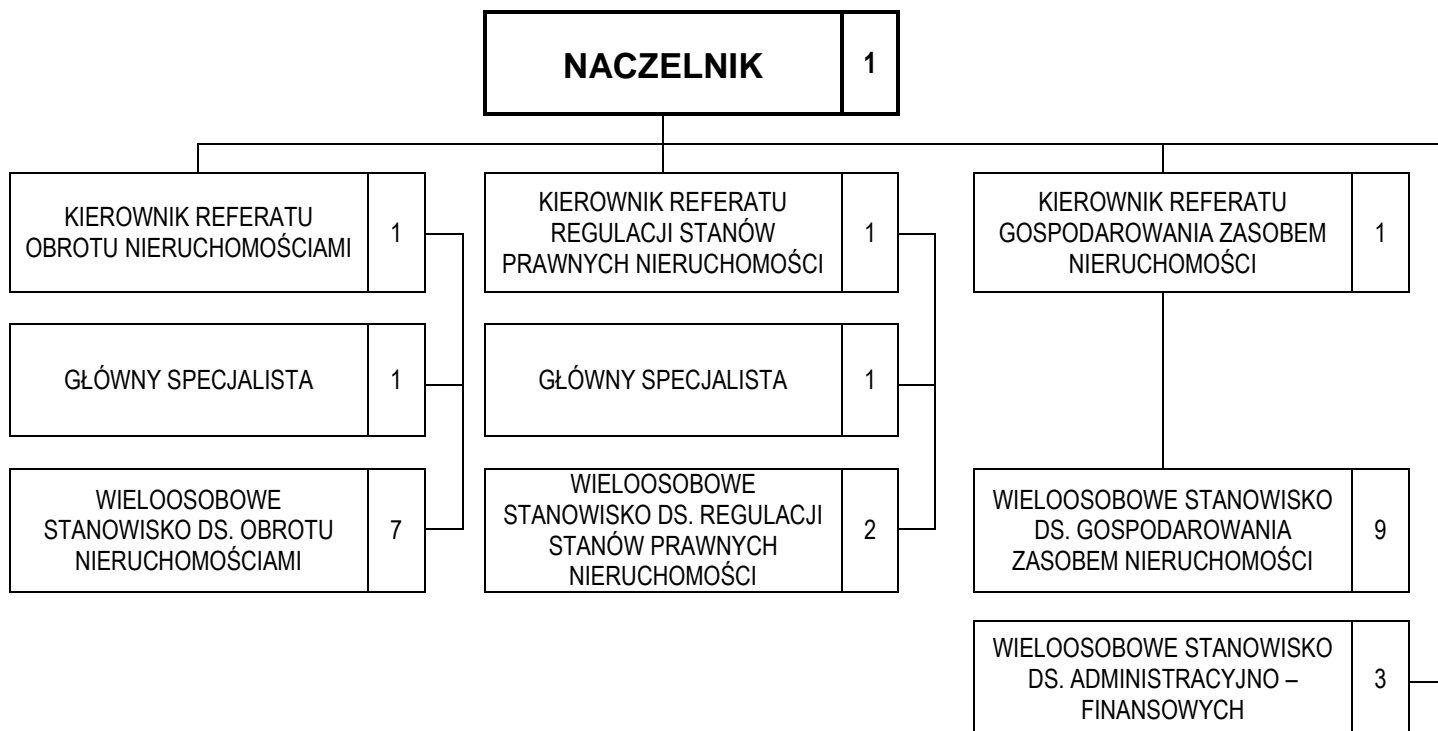 NACZELNIK
1
KIEROWNIK REFERATU
OBROTU NIERUCHOMOŚCIAMI
1
KIEROWNIK REFERATU
REGULACJI STANÓW
PRAWNYCH NIERUCHOMOŚCI
1
KIEROWNIK REFERATU
GOSPODAROWANIA ZASOBEM
NIERUCHOMOŚCI
1
GŁÓWNY SPECJALISTA
1
GŁÓWNY SPECJALISTA
1
WIELOOSOBOWE
STANOWISKO DS. OBROTU
NIERUCHOMOŚCIAMI
7
WIELOOSOBOWE
STANOWISKO DS. REGULACJI
STANÓW PRAWNYCH
NIERUCHOMOŚCI
2
WIELOOSOBOWE STANOWISKO
DS. GOSPODAROWANIA
ZASOBEM NIERUCHOMOŚCI
9
WIELOOSOBOWE STANOWISKO
DS. ADMINISTRACYJNO –
FINANSOWYCH
3